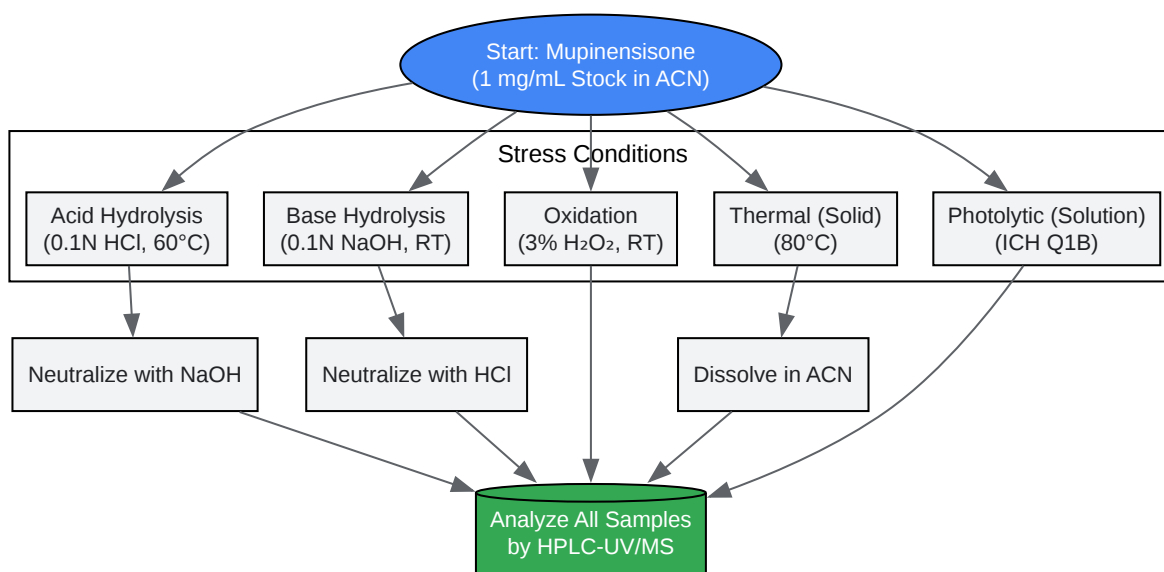 Start: Mupinensisone
(1 mg/mL Stock in ACN)
Stress Conditions
Acid Hydrolysis
(0.1N HCl, 60°C)
Base Hydrolysis
(0.1N NaOH, RT)
Oxidation
(3% H₂O₂, RT)
Thermal (Solid)
(80°C)
Photolytic (Solution)
(ICH Q1B)
Neutralize with NaOH
Neutralize with HCl
Dissolve in ACN
Analyze All Samples
by HPLC-UV/MS